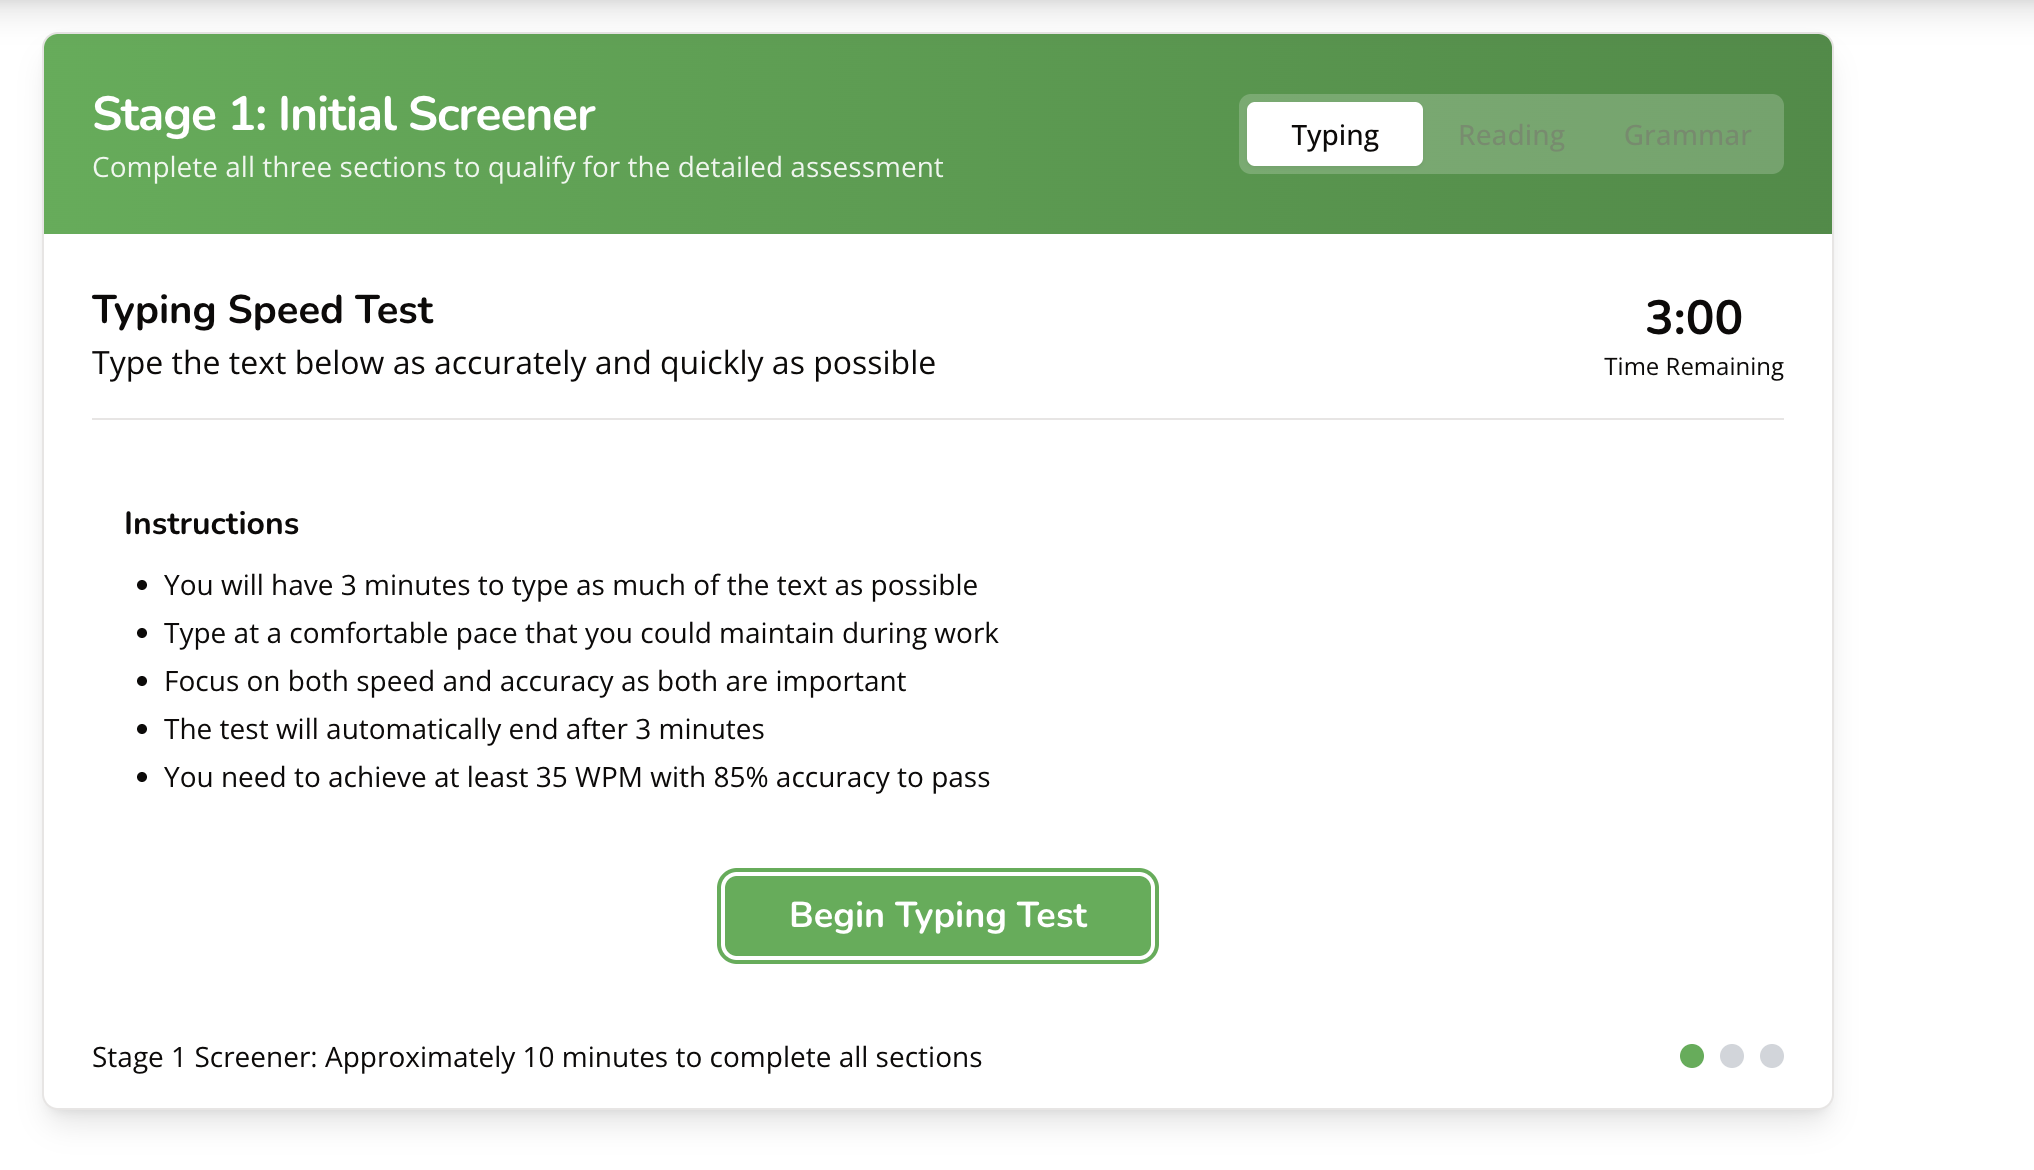 Stage 1: Initial Screener
Complete all three sections to qualify for the detailed assessment
Typing
Reading
Grammar
Typing Speed Test
Type the text below as accurately and quickly as possible
3:00
Time Remaining
Instructions
You will have 3 minutes to type as much of the text as possible
Type at a comfortable pace that you could maintain during work
Focus on both speed and accuracy as both are important
The test will automatically end after 3 minutes
You need to achieve at least 35 WPM with 85% accuracy to pass
Begin Typing Test
Stage 1 Screener: Approximately 10 minutes to complete all sections